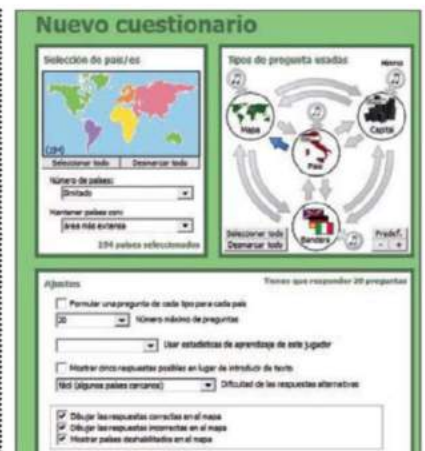 Nuevo cuestionario
Selección de país/es
Seleccionar todo Desmarcar todo
Número de países:
Ilimitado
Mantener países con:
área más extensa
194 países seleccionados
Tipos de pregunta usadas
Himno
Mapa
Capital
País
Bandera
Seleccionar todo
Desmarcar todo
Predef.
- +
Ajustes
Tienes que responder 20 preguntas
Formular una pregunta de cada tipo para cada país
20 Número máximo de preguntas
Usar estadísticas de aprendizaje de este jugador
Mostrar cinco respuestas posibles en lugar de introducir de texto
fácil (algunos países cercanos) Dificultad de las respuestas alternativas
Dibujar las respuestas correctas en el mapa
Dibujar las respuestas incorrectas en el mapa
Mostrar países deshabilitados en el mapa